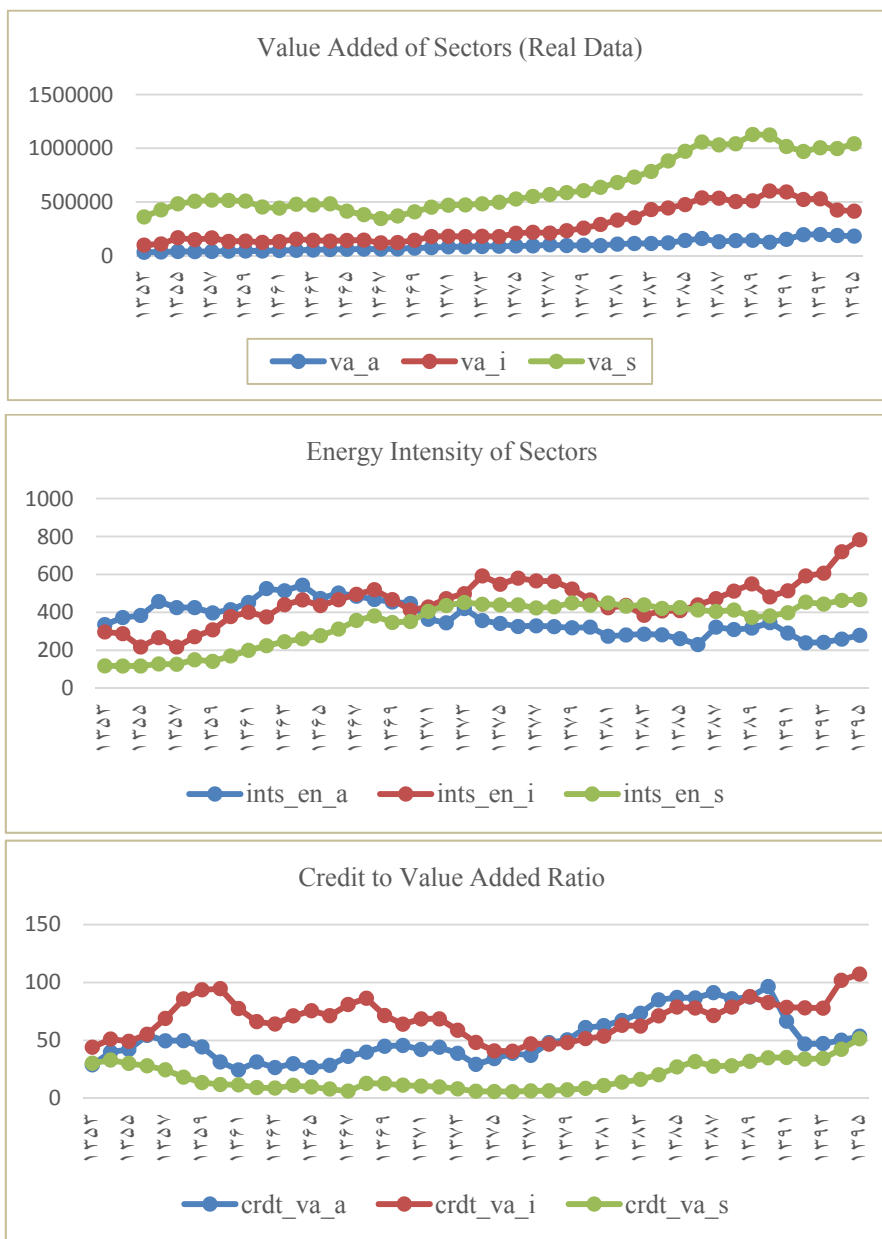 Value Added of Sectors (Real Data)
1500000
1000000
500000
0
۱۳۵۳ ۱۳۵۵ ۱۳۵۷ ۱۳۵۹ ۱۳۶۱ ۱۳۶۳ ۱۳۶۵ ۱۳۶۷ ۱۳۶۹ ۱۳۷۱ ۱۳۷۳ ۱۳۷۵ ۱۳۷۷ ۱۳۷۹ ۱۳۸۱ ۱۳۸۳ ۱۳۸۵ ۱۳۸۷ ۱۳۸۹ ۱۳۹۱ ۱۳۹۳ ۱۳۹۵
va_a va_i va_s
Energy Intensity of Sectors
1000
800
600
400
200
0
۱۳۵۳ ۱۳۵۵ ۱۳۵۷ ۱۳۵۹ ۱۳۶۱ ۱۳۶۳ ۱۳۶۵ ۱۳۶۷ ۱۳۶۹ ۱۳۷۱ ۱۳۷۳ ۱۳۷۵ ۱۳۷۷ ۱۳۷۹ ۱۳۸۱ ۱۳۸۳ ۱۳۸۵ ۱۳۸۷ ۱۳۸۹ ۱۳۹۱ ۱۳۹۳ ۱۳۹۵
ints_en_a ints_en_i ints_en_s
Credit to Value Added Ratio
150
100
50
0
۱۳۵۳ ۱۳۵۵ ۱۳۵۷ ۱۳۵۹ ۱۳۶۱ ۱۳۶۳ ۱۳۶۵ ۱۳۶۷ ۱۳۶۹ ۱۳۷۱ ۱۳۷۳ ۱۳۷۵ ۱۳۷۷ ۱۳۷۹ ۱۳۸۱ ۱۳۸۳ ۱۳۸۵ ۱۳۸۷ ۱۳۸۹ ۱۳۹۱ ۱۳۹۳ ۱۳۹۵
crdt_va_a crdt_va_i crdt_va_s